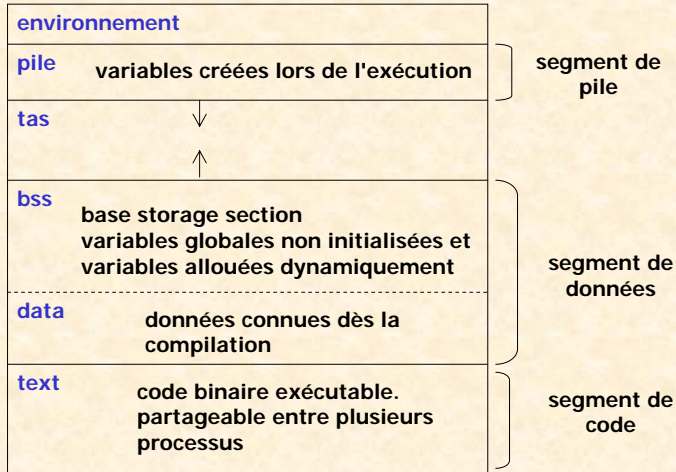 environnement
pile
variables créées lors de l'exécution
segment de
pile
tas
bss
base storage section
variables globales non initialisées et
variables allouées dynamiquement
segment de
données
data
données connues dès la
compilation
text
code binaire exécutable.
partageable entre plusieurs
processus
segment de
code